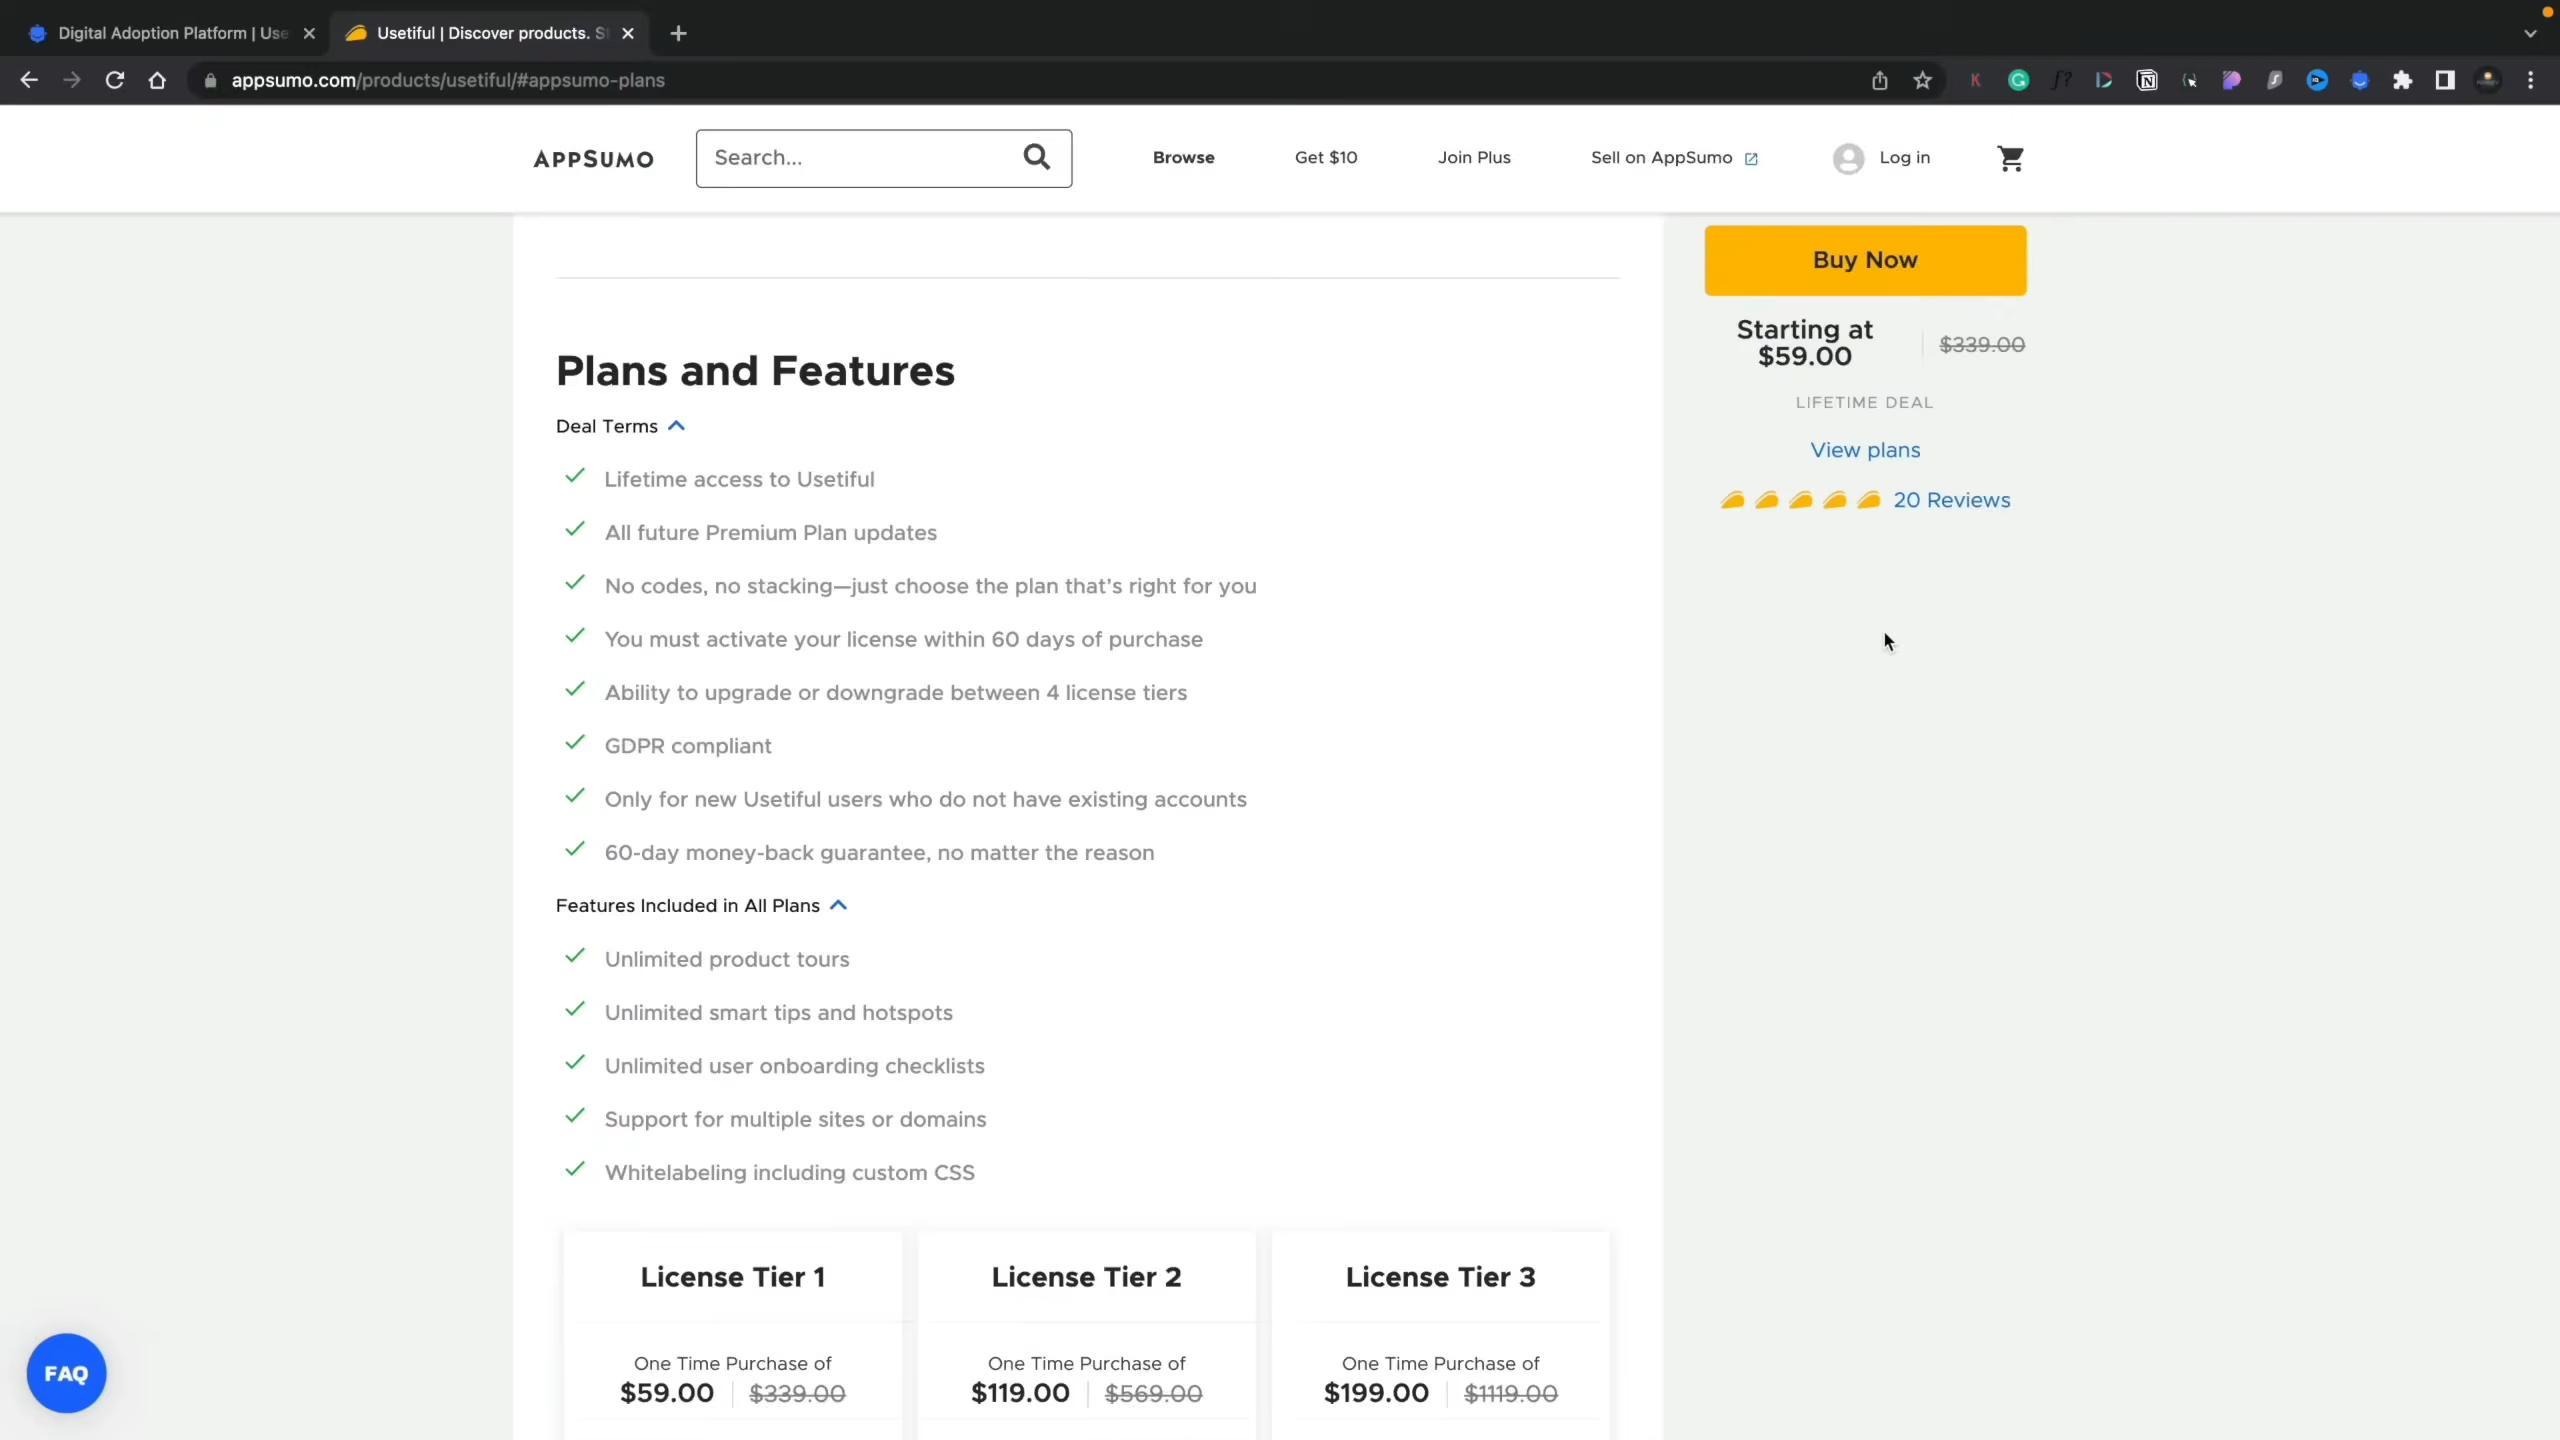 Digital Adoption Platform | Use
Usetiful | Discover products. S
appsumo.com/products/usetiful/#appsumo-plans
APPSUMO
Search...
Browse
Get $10
Join Plus
Sell on AppSumo
Log in
Buy Now
Starting at
$59.00
$339.00
LIFETIME DEAL
View plans
20 Reviews
Plans and Features
Deal Terms
Lifetime access to Usetiful
All future Premium Plan updates
No codes, no stacking—just choose the plan that’s right for you
You must activate your license within 60 days of purchase
Ability to upgrade or downgrade between 4 license tiers
GDPR compliant
Only for new Usetiful users who do not have existing accounts
60-day money-back guarantee, no matter the reason
Features Included in All Plans
Unlimited product tours
Unlimited smart tips and hotspots
Unlimited user onboarding checklists
Support for multiple sites or domains
Whitelabeling including custom CSS
License Tier 1
One Time Purchase of
$59.00 $339.00
License Tier 2
One Time Purchase of
$119.00 $569.00
License Tier 3
One Time Purchase of
$199.00 $1119.00
FAQ